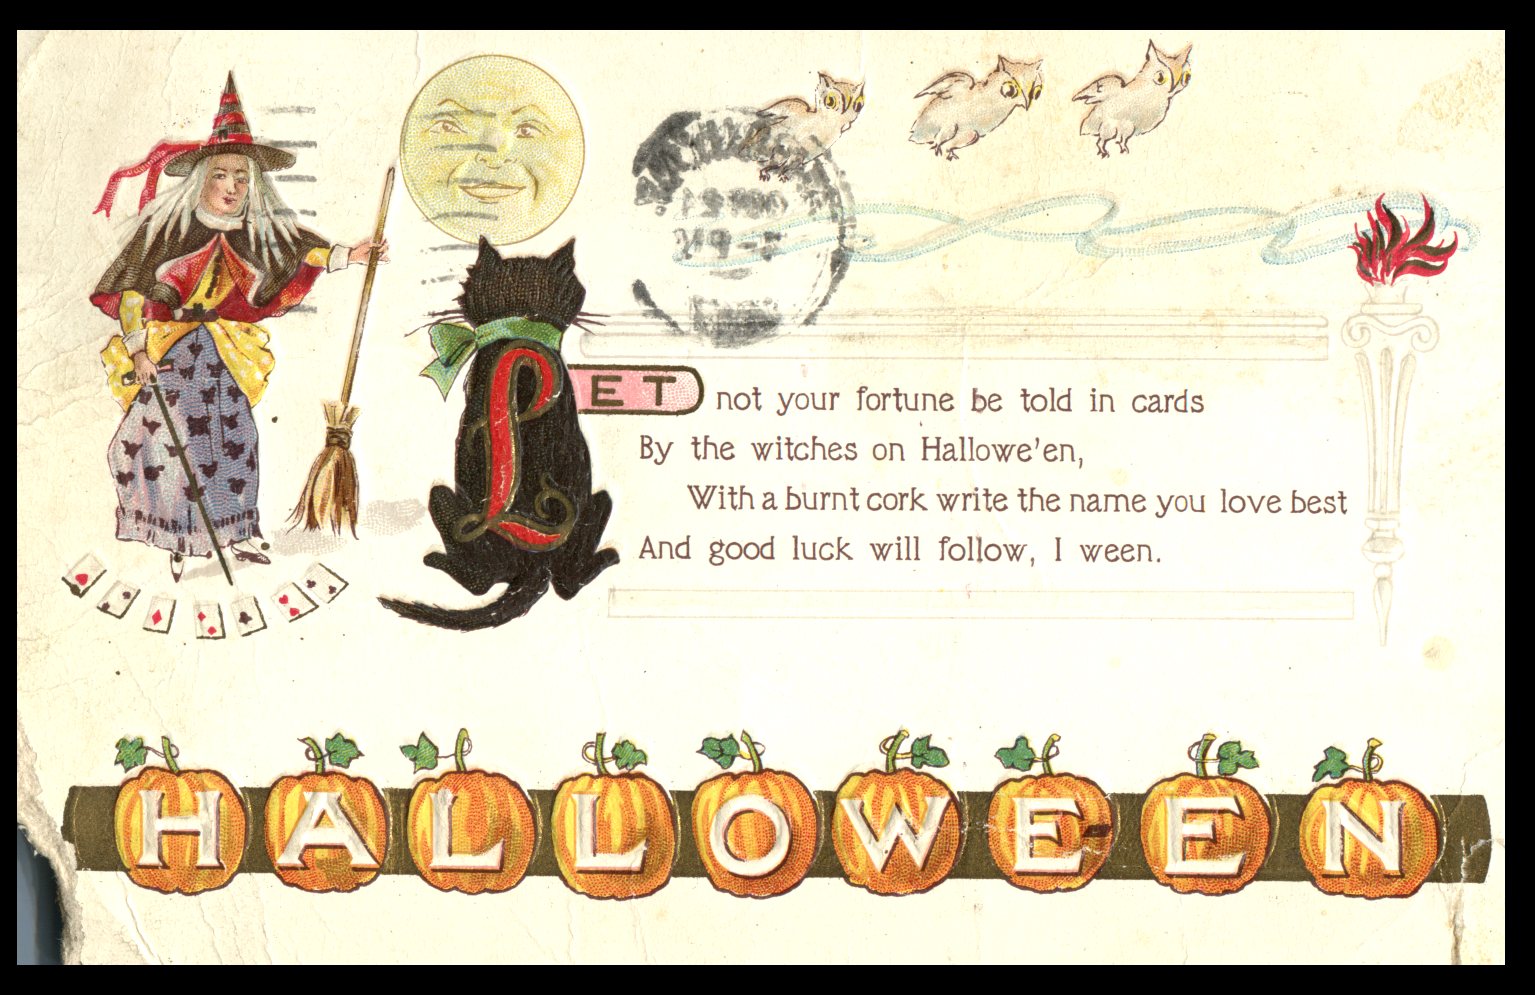 LET not your fortune be told in cards
By the witches on Hallowe'en,
With a burnt cork write the name you love best
And good luck will follow, I ween.
HALLOWEEN